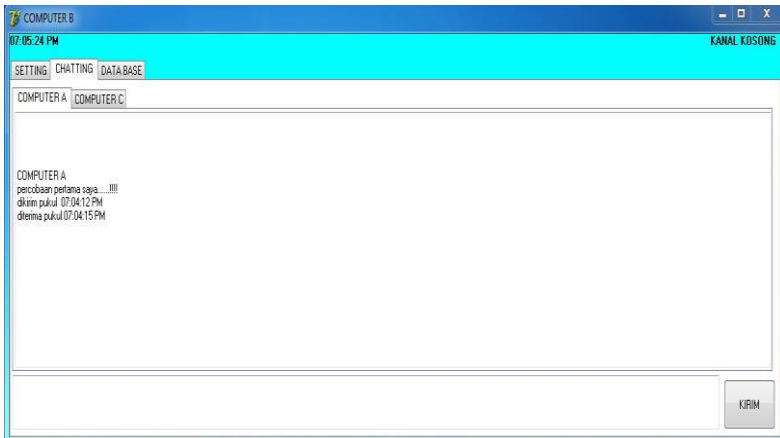 COMPUTER B
07:05:24 PM KANAL KOSONG
SETTING CHATTING DATA BASE
COMPUTER A COMPUTER C
COMPUTER A
percobaan pertama saya......!!!!
dikirim pukul 07:04:12 PM
diterima pukul 07:04:15 PM
KIRIM